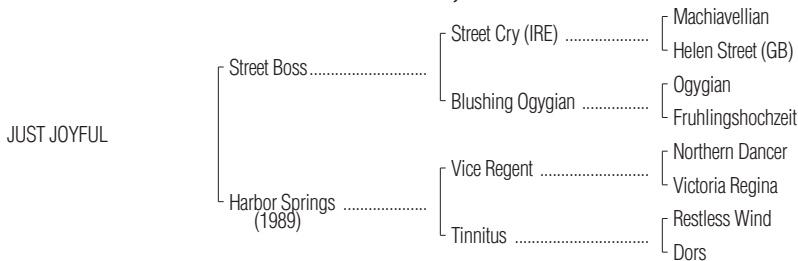 Machiavellian
Street Cry (IRE) ....................
Helen Street (GB)
Street Boss............................
Ogygian
Blushing Ogygian ................
Fruhlingshochzeit
JUST JOYFUL
Northern Dancer
Vice Regent ..........................
Victoria Regina
Harbor Springs ....................
(1989)
Restless Wind
Tinnitus ................................
Dors